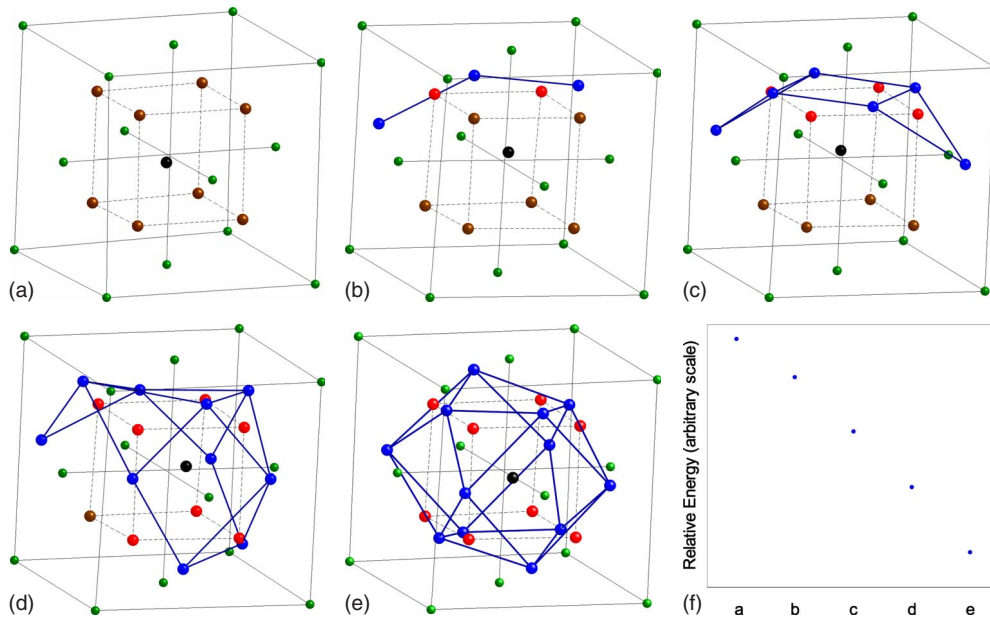 (a)
(b)
(c)
(d)
(e)
(f)
Relative Energy (arbitrary scale)
a b c d e